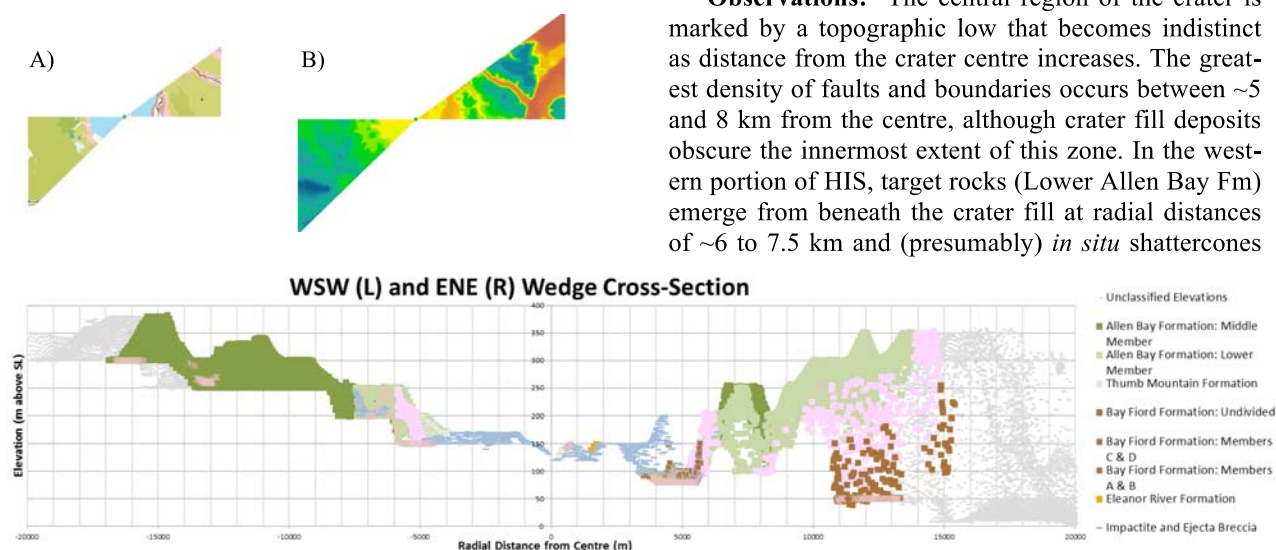 Observations: The central region of the crater is
marked by a topographic low that becomes indistinct
as distance from the crater centre increases. The great-
est density of faults and boundaries occurs between ~5
and 8 km from the centre, although crater fill deposits
obscure the innermost extent of this zone. In the west-
ern portion of HIS, target rocks (Lower Allen Bay Fm)
emerge from beneath the crater fill at radial distances
of ~6 to 7.5 km and (presumably) in situ shattercones
A)
B)
WSW (L) and ENE (R) Wedge Cross-Section
Elevation (m above SL)
400
350
300
250
200
150
100
50
0
-20000
-15000
-10000
-5000
0
5000
10000
15000
20000
Radial Distance from Centre (m)
Unclassified Elevations
Allen Bay Formation: Middle
Member
Allen Bay Formation: Lower
Member
Thumb Mountain Formation
Bay Fiord Formation: Undivided
Bay Fiord Formation: Members
C & D
Bay Fiord Formation: Members
A & B
Eleanor River Formation
Impactite and Ejecta Breccia